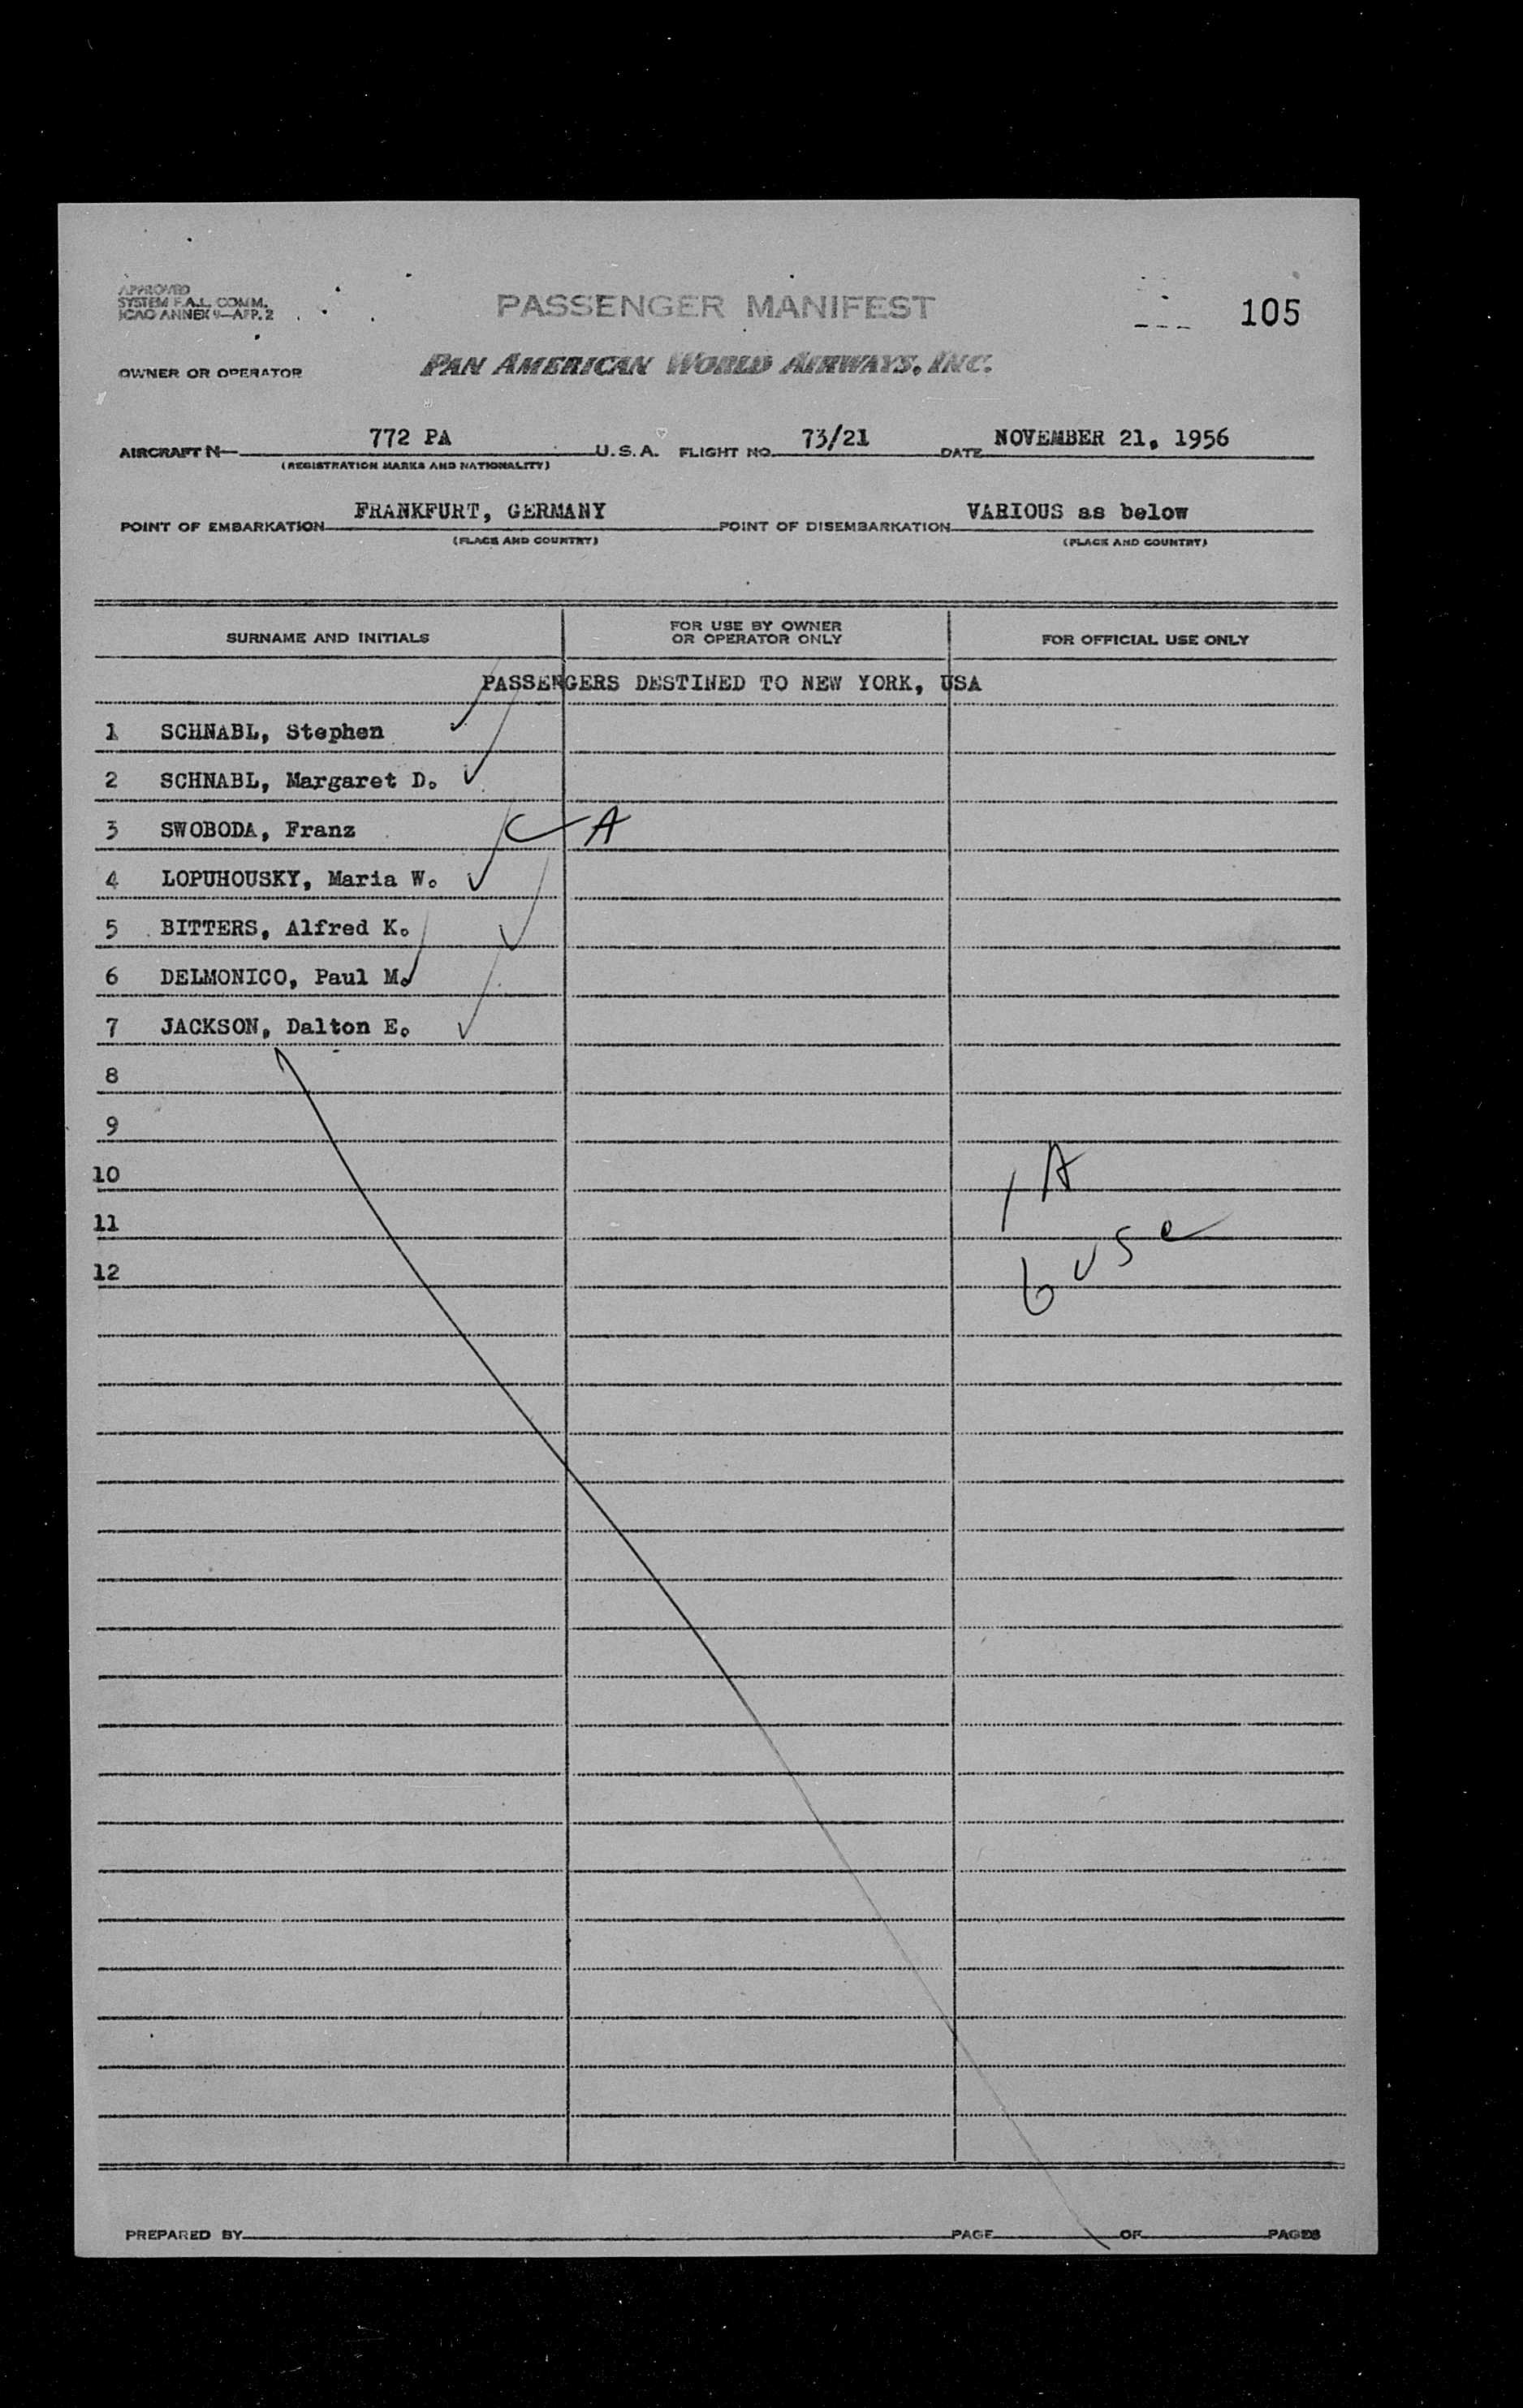 APPROVED
SYSTEM F.A.L. COMM.
ICAO ANNEX 9—APP. 2
PASSENGER MANIFEST
105
OWNER OR OPERATOR
PAN AMERICAN WORLD AIRWAYS, INC.
AIRCRAFT N— 772 PA U.S.A. FLIGHT NO. 73/21 DATE NOVEMBER 21, 1956
(REGISTRATION MARKS AND NATIONALITY)
POINT OF EMBARKATION FRANKFURT, GERMANY POINT OF DISEMBARKATION VARIOUS as below
(PLACE AND COUNTRY) (PLACE AND COUNTRY)
SURNAME AND INITIALS FOR USE BY OWNER OR OPERATOR ONLY FOR OFFICIAL USE ONLY
PASSENGERS DESTINED TO NEW YORK, USA
1 SCHNABL, Stephen
2 SCHNABL, Margaret D.
3 SWOBODA, Franz A
4 LOPUHOUSKY, Maria W.
5 BITTERS, Alfred K.
6 DELMONICO, Paul M.
7 JACKSON, Dalton E.
8
9
10 1 A
11
12 6 USC
PREPARED BY PAGE OF PAGES